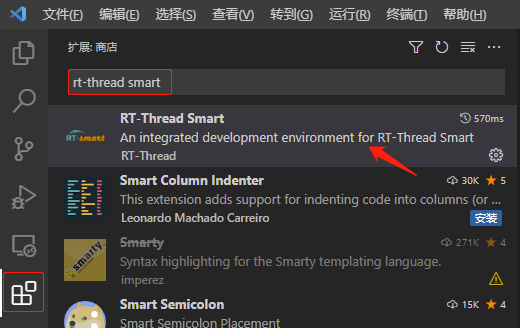 文件(F) 编辑(E) 选择(S) 查看(V) 转到(G) 运行(R) 终端(T) 帮助(H)
扩展: 商店
rt-thread smart
RT-Thread Smart 570ms
RT-smart An integrated development environment for RT-Thread Smart
RT-Thread
Smart Column Indenter 30K 5
This extension adds support for indenting code into columns (or ...
Leonardo Machado Carreiro 安装
Smarty 271K 4
Smarty Syntax highlighting for the Smarty templating language.
imperez
Smart Semicolon 15K 4
Smart Semicolon Placement